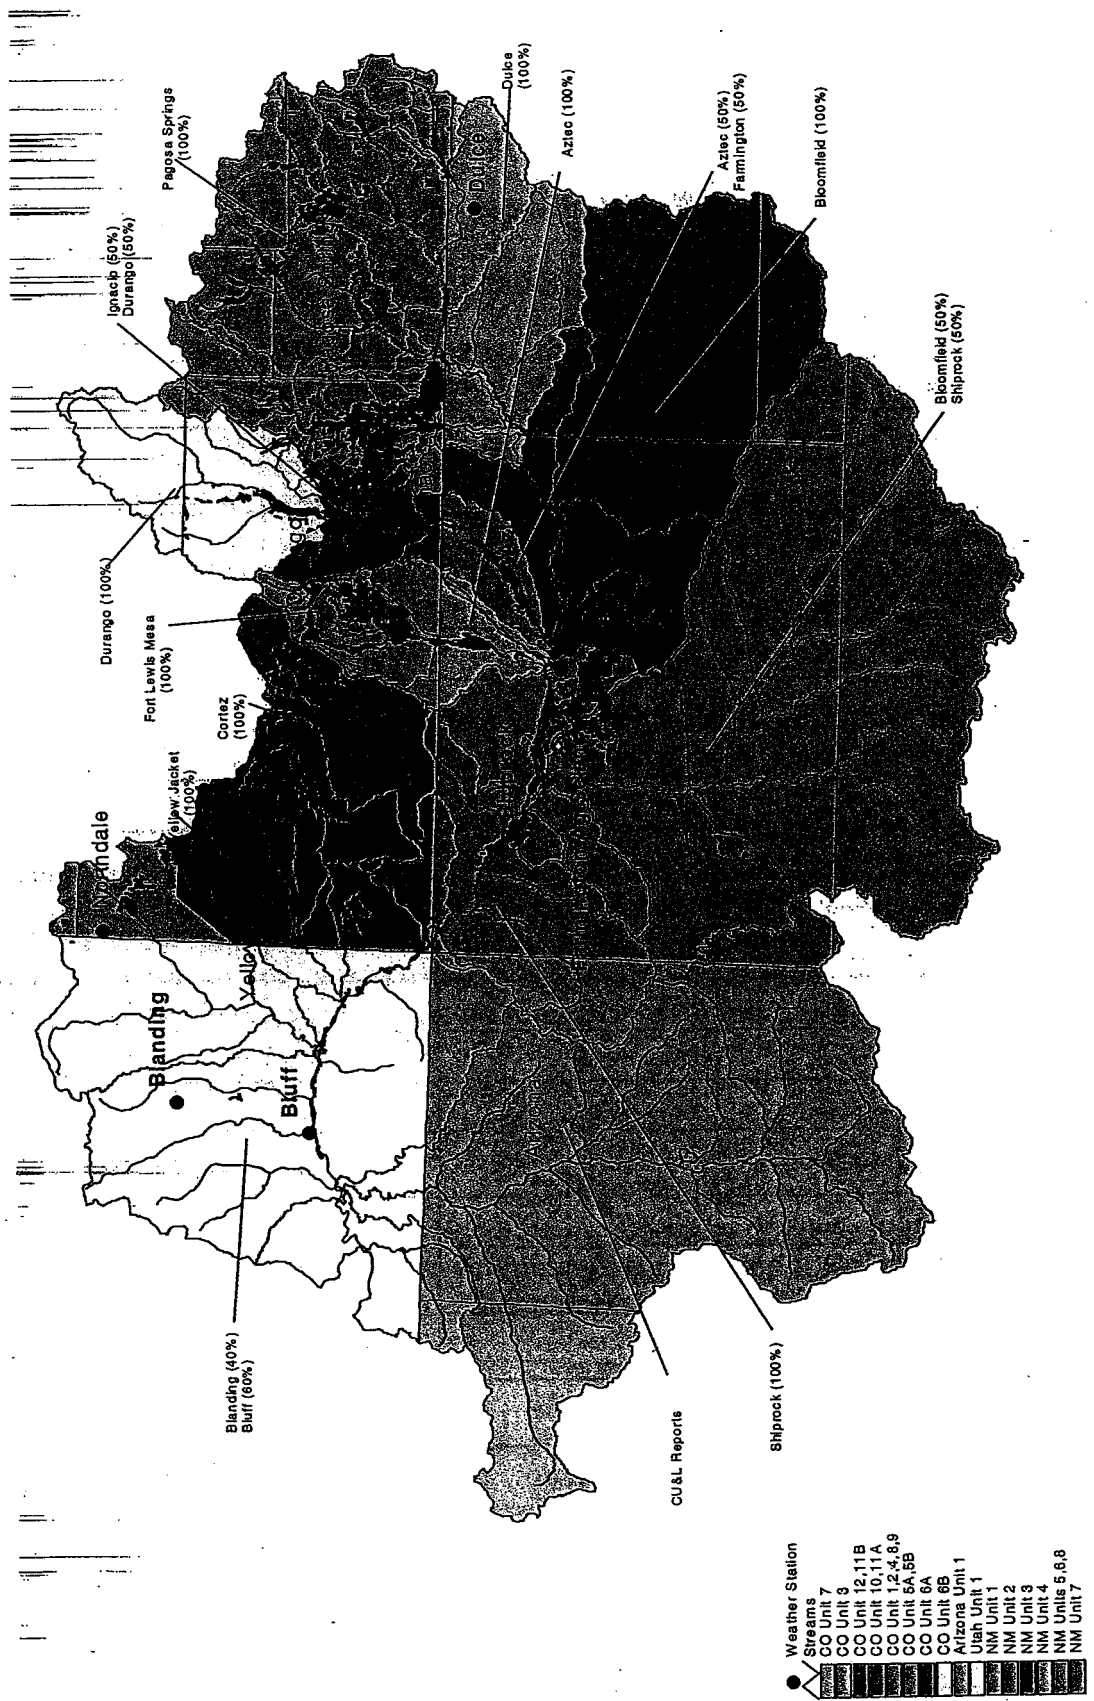 Pagosa Springs
(100%)
Ignacio (50%)
Durango (50%)
Durango (100%)
Fort Lewis Mesa
(100%)
Cortez
(100%)
ellow Jacket
(100%)
Dulce
(100%)
Aztec (100%)
Aztec (50%)
Farmington (50%)
Bloomfield (100%)
Bloomfield (50%)
Shiprock (50%)
Shiprock (100%)
CU&L Reports
Blanding (40%)
Bluff (60%)
Blanding
Bluff
Yello
Dulce
Weather Station
Streams
CO Unit 7
CO Unit 3
CO Unit 12,11B
CO Unit 10,11A
CO Unit 1,2,4,8,9
CO Unit 5A,5B
CO Unit 6A
CO Unit 6B
Arizona Unit 1
Utah Unit 1
NM Unit 1
NM Unit 2
NM Unit 3
NM Unit 4
NM Units 5,6,8
NM Unit 7